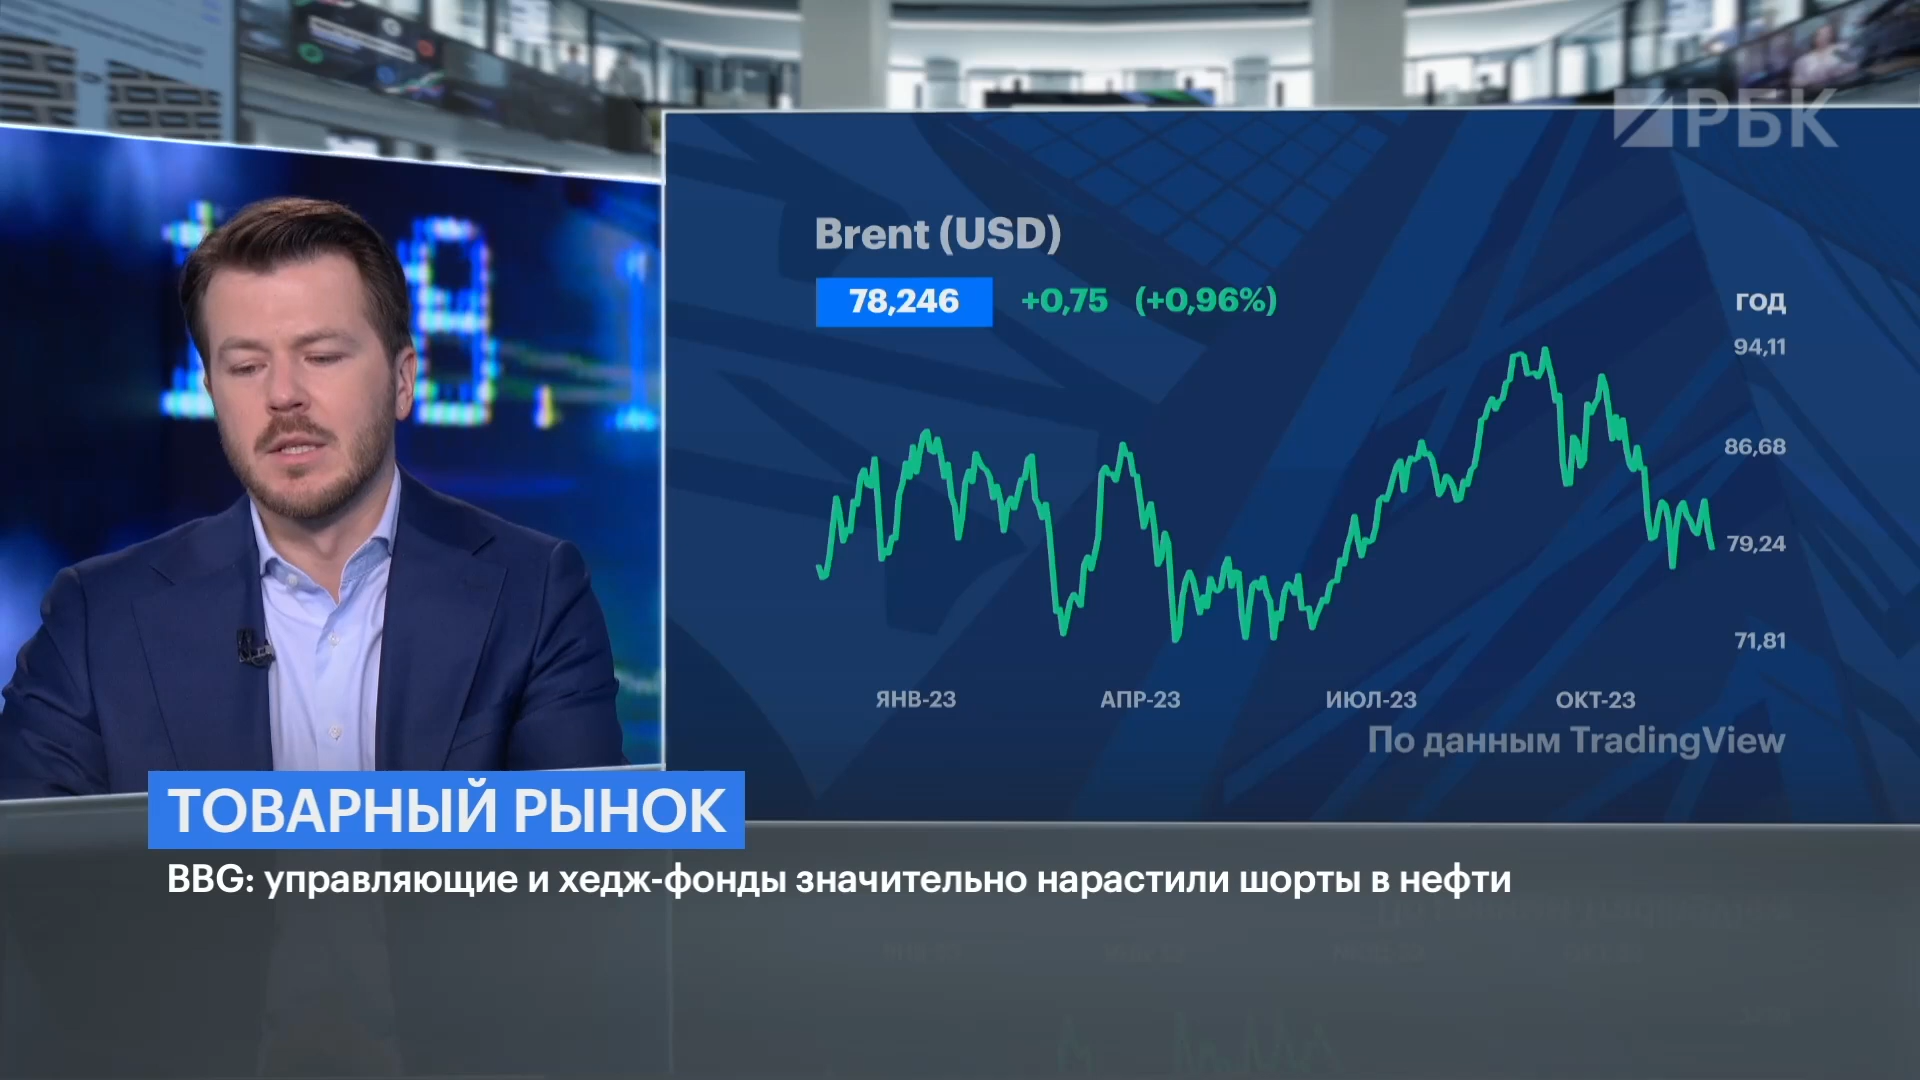 РБК
Brent (USD)
78,246 +0,75 (+0,96%)
год
94,11
86,68
79,24
71,81
ЯНВ-23 АПР-23 ИЮЛ-23 ОКТ-23
По данным TradingView
ТОВАРНЫЙ РЫНОК
BBG: управляющие и хедж-фонды значительно нарастили шорты в нефти